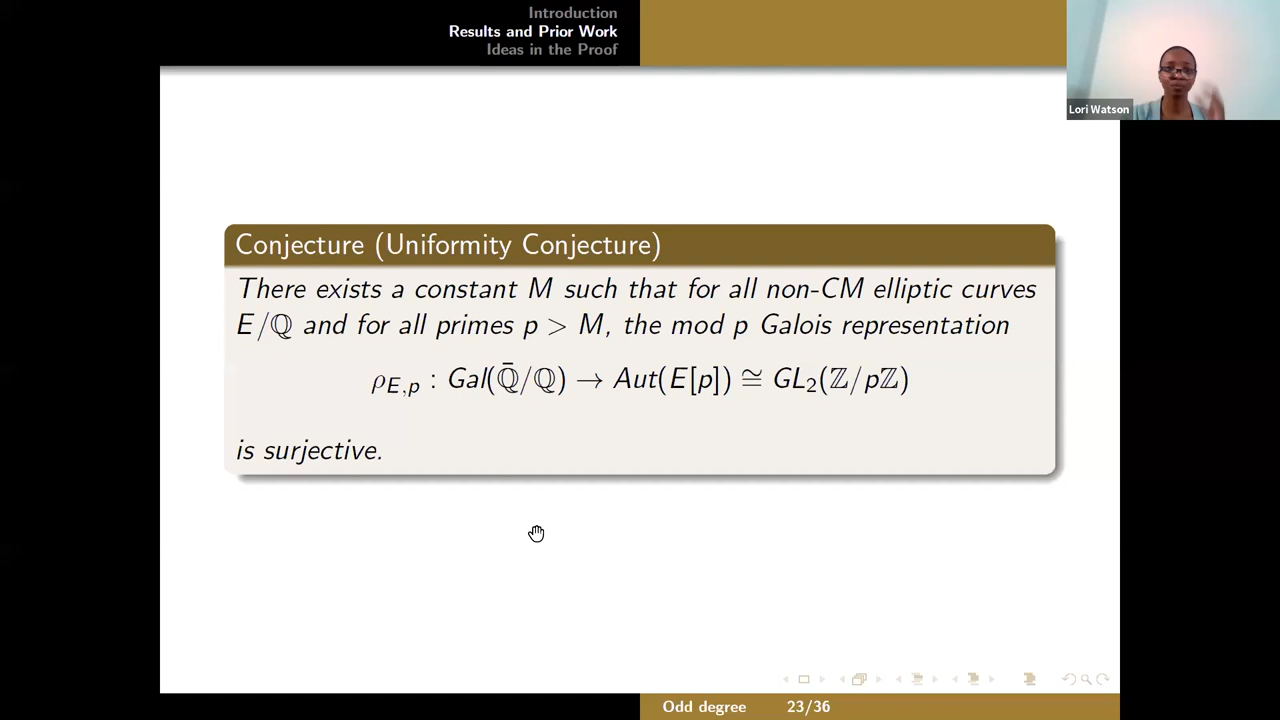 Introduction
Results and Prior Work
Ideas in the Proof
Lori Watson
Conjecture (Uniformity Conjecture)
There exists a constant M such that for all non-CM elliptic curves
E/ℚ and for all primes p > M, the mod p Galois representation
ρ_{E,p} : Gal(ℚ̄/ℚ) → Aut(E[p]) ≅ GL₂(ℤ/pℤ)
is surjective.
Odd degree 23/36